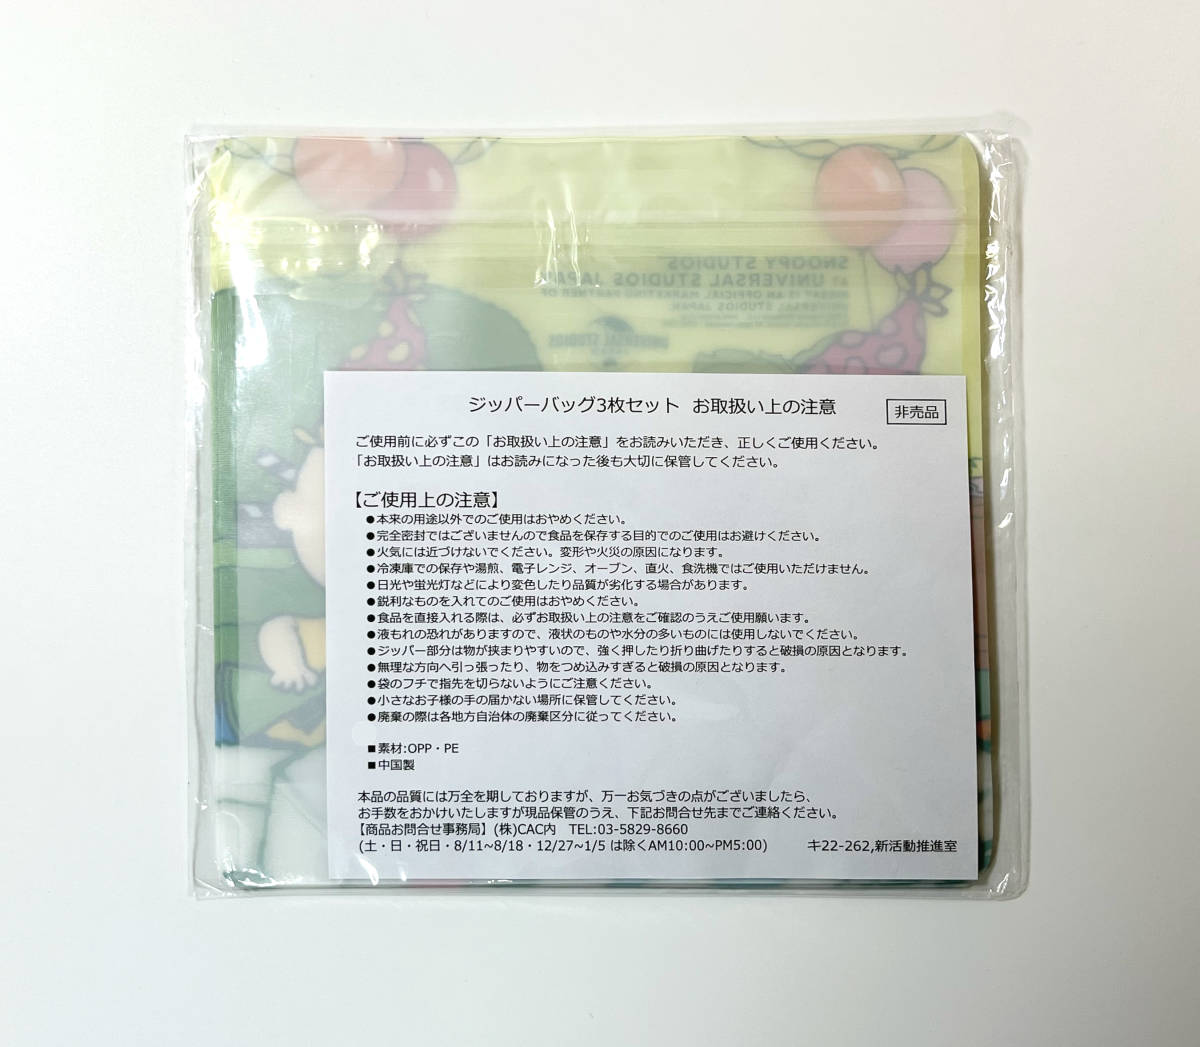 SNOOPY STUDIOS™
AT UNIVERSAL STUDIOS JAPAN
IS AN OFFICIAL MARKETING PARTNER OF
UNIVERSAL STUDIOS JAPAN.
UNIVERSAL STUDIOS
JAPAN
ジッパーバッグ3枚セット お取扱い上の注意
非売品
ご使用前に必ずこの「お取扱い上の注意」をお読みいただき、正しくご使用ください。
「お取扱い上の注意」はお読みになった後も大切に保管してください。
【ご使用上の注意】
●本来の用途以外でのご使用はおやめください。
●完全密封ではございませんので食品を保存する目的でのご使用はお避けください。
●火気には近づけないでください。変形や火災の原因になります。
●冷凍庫での保存や湯煎、電子レンジ、オーブン、直火、食洗機ではご使用いただけません。
●日光や蛍光灯などにより変色したり品質が劣化する場合があります。
●鋭利なものを入れてのご使用はおやめください。
●食品を直接入れる際は、必ずお取扱い上の注意をご確認のうえご使用願います。
●液もれの恐れがありますので、液状のものや水分の多いものには使用しないでください。
●ジッパー部分は物が挟まりやすいので、強く押したり折り曲げたりすると破損の原因となります。
●無理な方向へ引っ張ったり、物をつめ込みすぎると破損の原因となります。
●袋のフチで指先を切らないようにご注意ください。
●小さなお子様の手の届かない場所に保管してください。
●廃棄の際は各地方自治体の廃棄区分に従ってください。
■素材:OPP・PE
■中国製
本品の品質には万全を期しておりますが、万一お気づきの点がございましたら、
お手数をおかけいたしますが現品保管のうえ、下記お問合せ先までご連絡ください。
【商品お問合せ事務局】(株)CAC内 TEL:03-5829-8660
(土・日・祝日・8/11~8/18・12/27~1/5 は除くAM10:00~PM5:00) キ22-262,新活動推進室